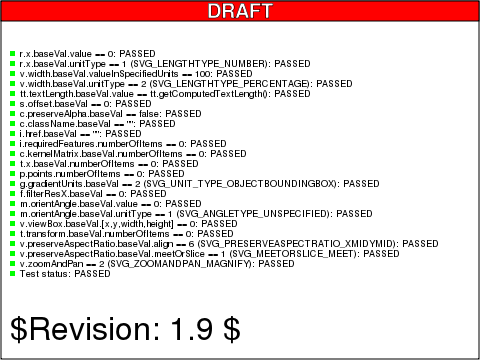 DRAFT
r.x.baseVal.value == 0: PASSED
r.x.baseVal.unitType == 1 (SVG_LENGTHTYPE_NUMBER): PASSED
v.width.baseVal.valueInSpecifiedUnits == 100: PASSED
v.width.baseVal.unitType == 2 (SVG_LENGTHTYPE_PERCENTAGE): PASSED
tt.textLength.baseVal.value == tt.getComputedTextLength(): PASSED
s.offset.baseVal == 0: PASSED
c.preserveAlpha.baseVal == false: PASSED
c.className.baseVal == "": PASSED
i.href.baseVal == "": PASSED
i.requiredFeatures.numberOfItems == 0: PASSED
c.kernelMatrix.baseVal.numberOfItems == 0: PASSED
t.x.baseVal.numberOfItems == 0: PASSED
p.points.numberOfItems == 0: PASSED
g.gradientUnits.baseVal == 2 (SVG_UNIT_TYPE_OBJECTBOUNDINGBOX): PASSED
f.filterResX.baseVal == 0: PASSED
m.orientAngle.baseVal.value == 0: PASSED
m.orientAngle.baseVal.unitType == 1 (SVG_ANGLETYPE_UNSPECIFIED): PASSED
v.viewBox.baseVal.[x,y,width,height] == 0: PASSED
t.transform.baseVal.numberOfItems == 0: PASSED
v.preserveAspectRatio.baseVal.align == 6 (SVG_PRESERVEASPECTRATIO_XMIDYMID): PASSED
v.preserveAspectRatio.baseVal.meetOrSlice == 1 (SVG_MEETORSLICE_MEET): PASSED
v.zoomAndPan == 2 (SVG_ZOOMANDPAN_MAGNIFY): PASSED
Test status: PASSED
$Revision: 1.9 $